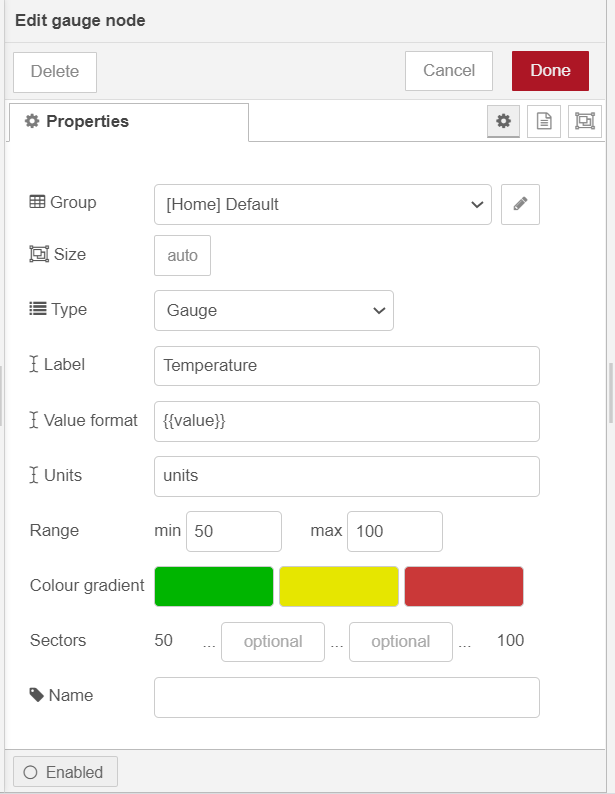 Edit gauge node
Delete Cancel Done
Properties
Group [Home] Default
Size auto
Type Gauge
Label Temperature
Value format {{value}}
Units units
Range min 50 max 100
Colour gradient
Sectors 50 ... optional ... optional ... 100
Name
Enabled